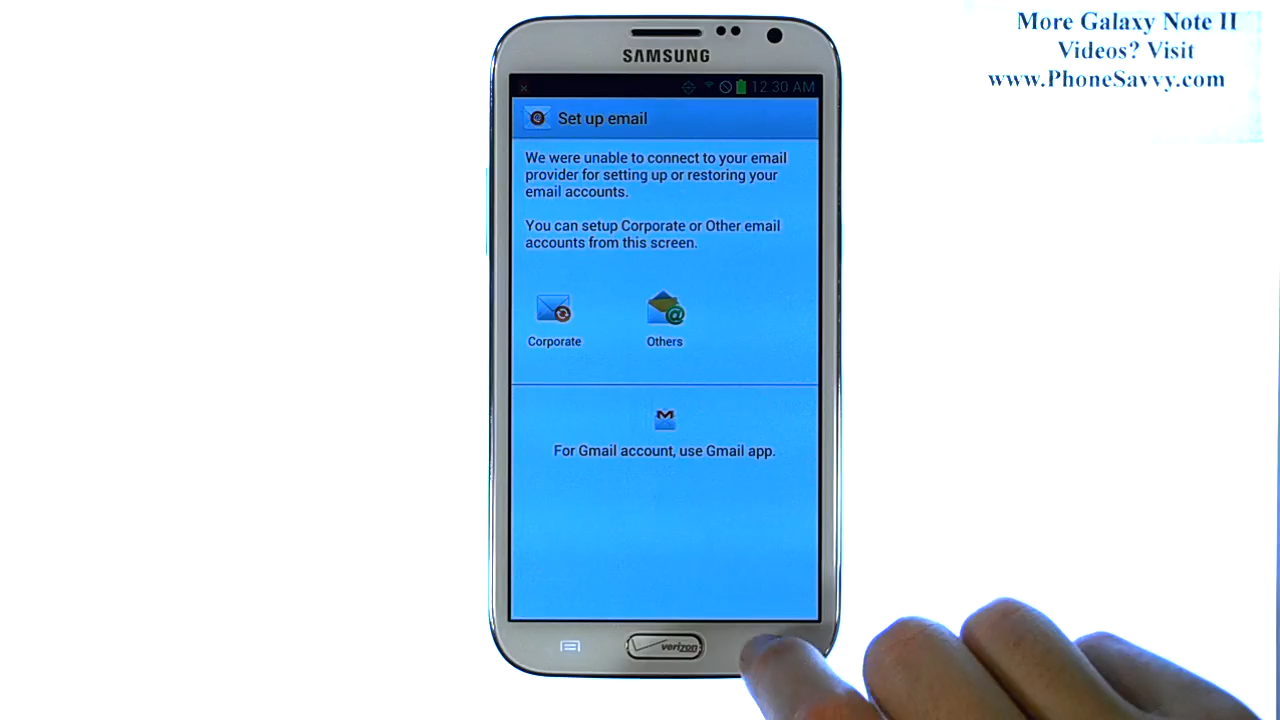 More Galaxy Note II
Videos? Visit
www.PhoneSavvy.com
SAMSUNG
12:30 AM
Set up email
We were unable to connect to your email
provider for setting up or restoring your
email accounts.
You can setup Corporate or Other email
accounts from this screen.
Corporate
Others
For Gmail account, use Gmail app.
verizon